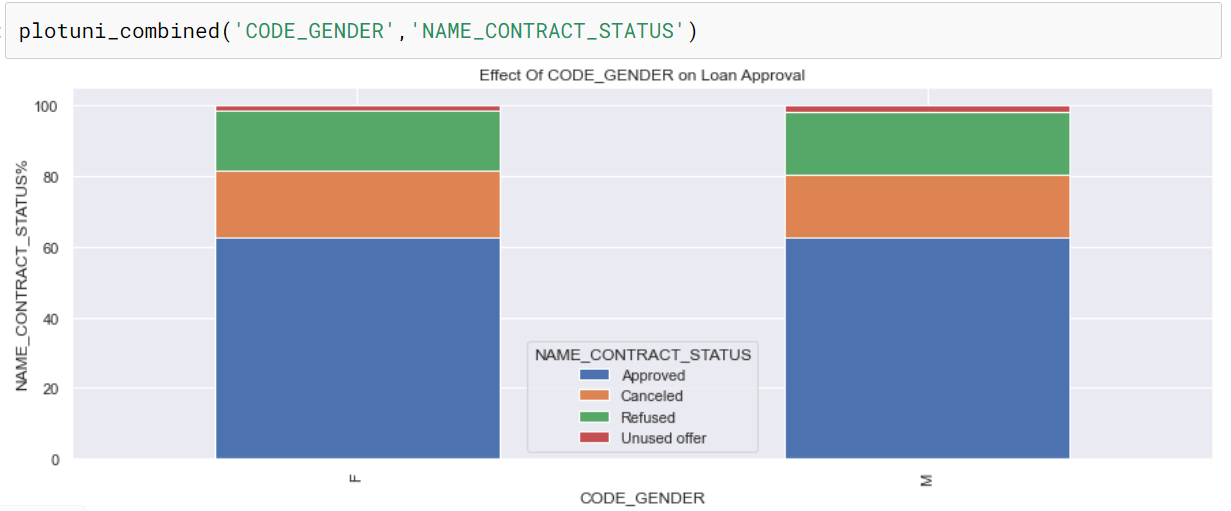 plotuni_combined('CODE_GENDER','NAME_CONTRACT_STATUS')
Effect Of CODE_GENDER on Loan Approval
NAME_CONTRACT_STATUS%
100
80
60
40
20
0
NAME_CONTRACT_STATUS
Approved
Canceled
Refused
Unused offer
F
M
CODE_GENDER